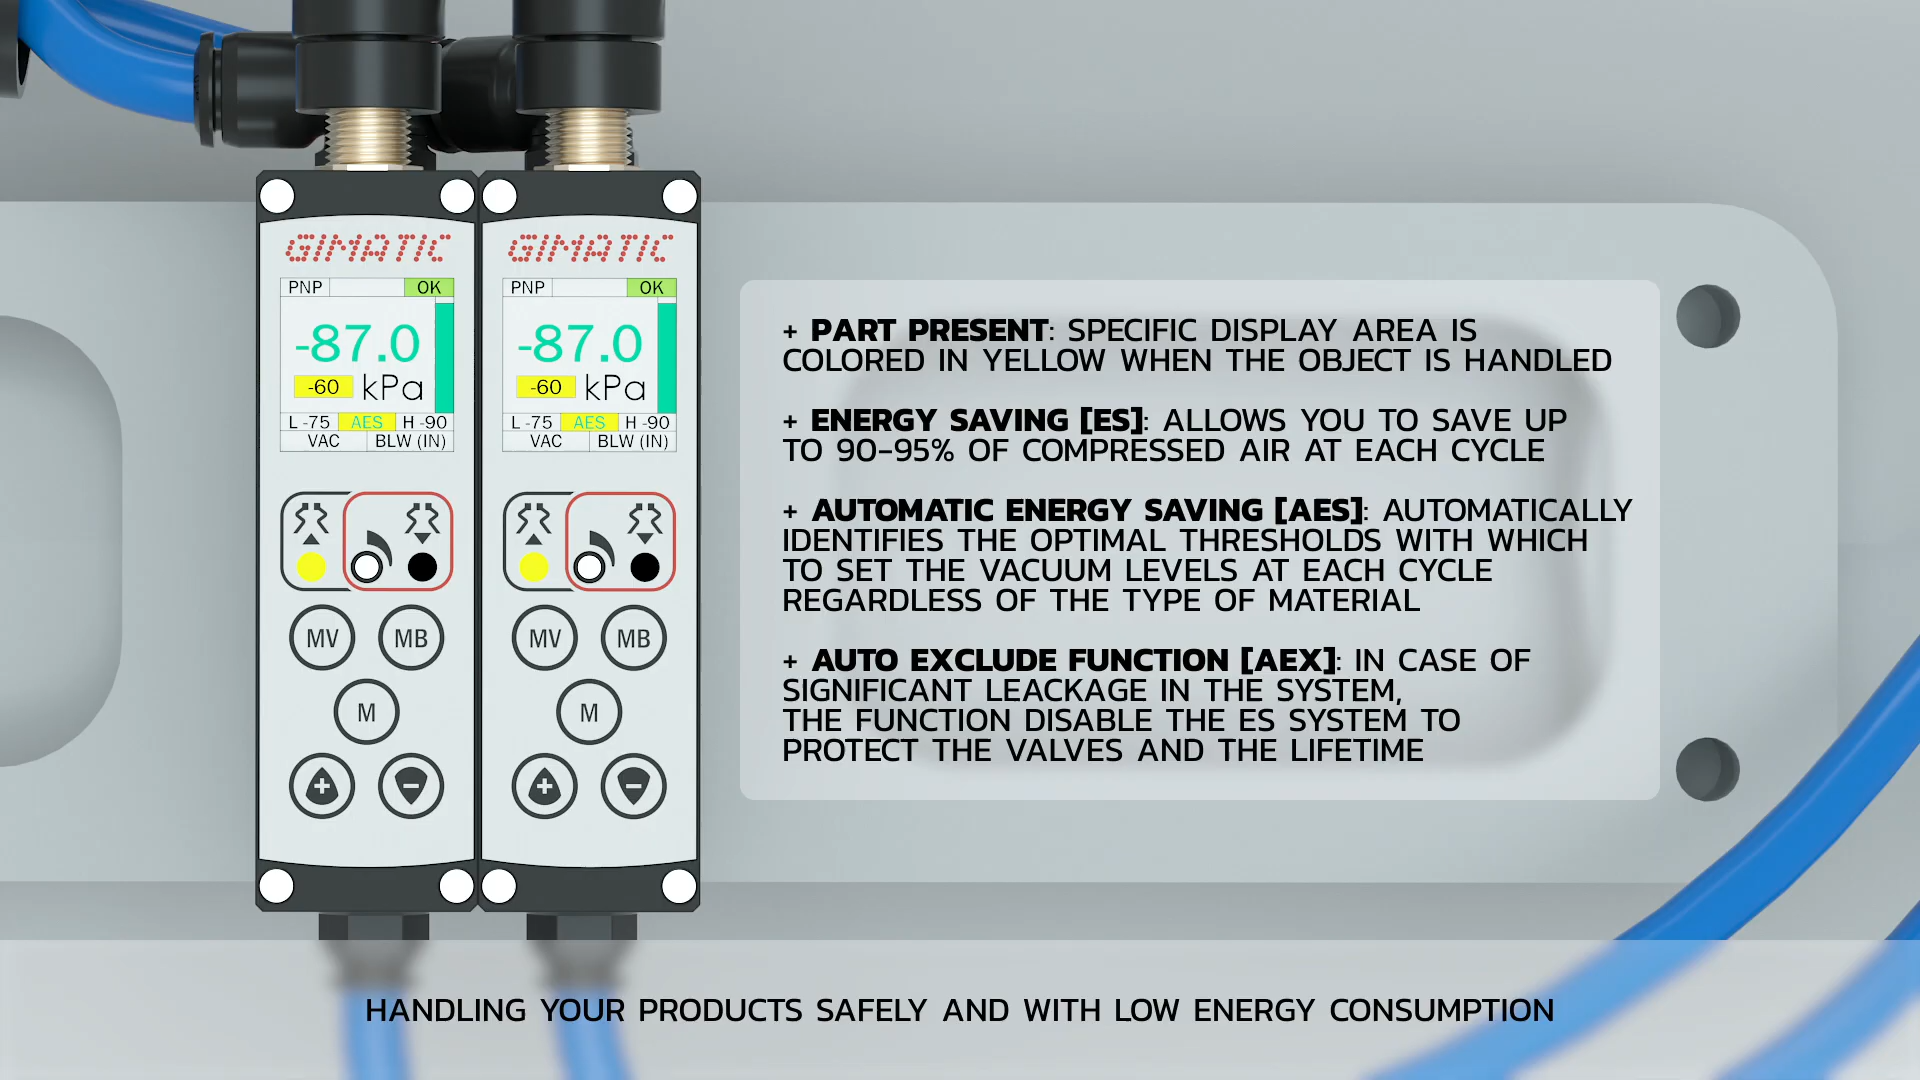 GIMATIC
PNP OK
-87.0
-60 kPa
L -75 AES H -90
VAC BLW (IN)
MV MB
M
+ -
GIMATIC
PNP OK
-87.0
-60 kPa
L -75 AES H -90
VAC BLW (IN)
MV MB
M
+ -
+ PART PRESENT: SPECIFIC DISPLAY AREA IS
COLORED IN YELLOW WHEN THE OBJECT IS HANDLED
+ ENERGY SAVING [ES]: ALLOWS YOU TO SAVE UP
TO 90-95% OF COMPRESSED AIR AT EACH CYCLE
+ AUTOMATIC ENERGY SAVING [AES]: AUTOMATICALLY
IDENTIFIES THE OPTIMAL THRESHOLDS WITH WHICH
TO SET THE VACUUM LEVELS AT EACH CYCLE
REGARDLESS OF THE TYPE OF MATERIAL
+ AUTO EXCLUDE FUNCTION [AEX]: IN CASE OF
SIGNIFICANT LEACKAGE IN THE SYSTEM,
THE FUNCTION DISABLE THE ES SYSTEM TO
PROTECT THE VALVES AND THE LIFETIME
HANDLING YOUR PRODUCTS SAFELY AND WITH LOW ENERGY CONSUMPTION